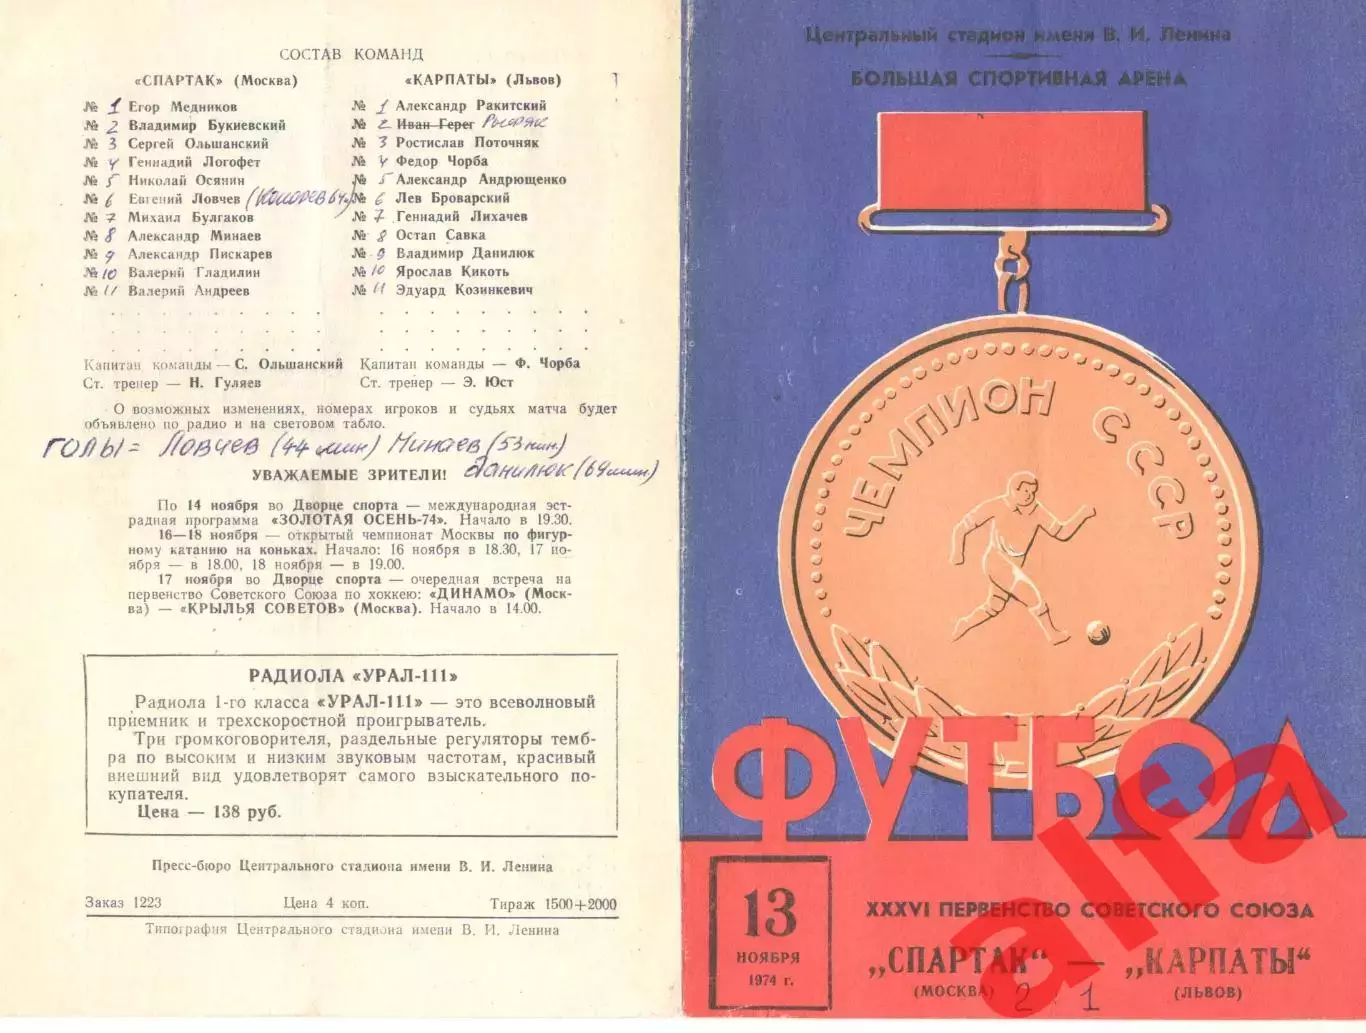 СОСТАВ КОМАНД
«СПАРТАК» (Москва)
№ 1 Егор Медников
№ 2 Владимир Букиевский
№ 3 Сергей Ольшанский
№ 4 Геннадий Логофет
№ 5 Николай Осянин
№ 6 Евгений Ловчев (Кокорев 64м)
№ 7 Михаил Булгаков
№ 8 Александр Минаев
№ 9 Александр Пискарев
№ 10 Валерий Гладилин
№ 11 Валерий Андреев
Капитан команды — С. Ольшанский
Ст. тренер — Н. Гуляев
«КАРПАТЫ» (Львов)
№ 1 Александр Ракитский
№ 2 Иван Герег
№ 3 Ростислав Поточняк
№ 4 Федор Чорба
№ 5 Александр Андрющенко
№ 6 Лев Броварский
№ 7 Геннадий Лихачев
№ 8 Остап Савка
№ 9 Владимир Данилюк
№ 10 Ярослав Кикоть
№ 11 Эдуард Козинкевич
Капитан команды — Ф. Чорба
Ст. тренер — Э. Юст
О возможных изменениях, номерах игроков и судьях матча будет
объявлено по радио и на световом табло.
ГОЛЫ = Ловчев (44 мин) Минаев (53 мин)
Данилюк (69 мин)
УВАЖАЕМЫЕ ЗРИТЕЛИ!
По 14 ноября во Дворце спорта — международная эст-
радная программа «ЗОЛОТАЯ ОСЕНЬ-74». Начало в 19.30.
16—18 ноября — открытый чемпионат Москвы по фигур-
ному катанию на коньках. Начало: 16 ноября в 18.30, 17 но-
ября — в 18.00, 18 ноября — в 19.00.
17 ноября во Дворце спорта — очередная встреча на
первенство Советского Союза по хоккею: «ДИНАМО» (Моск-
ва) — «КРЫЛЬЯ СОВЕТОВ» (Москва). Начало в 14.00.
РАДИОЛА «УРАЛ-111»
Радиола 1-го класса «УРАЛ-111» — это всеволновый
приемник и трехскоростной проигрыватель.
Три громкоговорителя, раздельные регуляторы темб-
ра по высоким и низким звуковым частотам, красивый
внешний вид удовлетворят самого взыскательного по-
купателя.
Цена — 138 руб.
Пресс-бюро Центрального стадиона имени В. И. Ленина
Заказ 1223 Цена 4 коп. Тираж 1500+2000
Типография Центрального стадиона имени В. И. Ленина
Центральный стадион имени В. И. Ленина
БОЛЬШАЯ СПОРТИВНАЯ АРЕНА
ЧЕМПИОН СССР
ФУТБОЛ
13
НОЯБРЯ
1974 г.
XXXVI ПЕРВЕНСТВО СОВЕТСКОГО СОЮЗА
„СПАРТАК" — „КАРПАТЫ"
(МОСКВА) 2 1 (ЛЬВОВ)
alfa